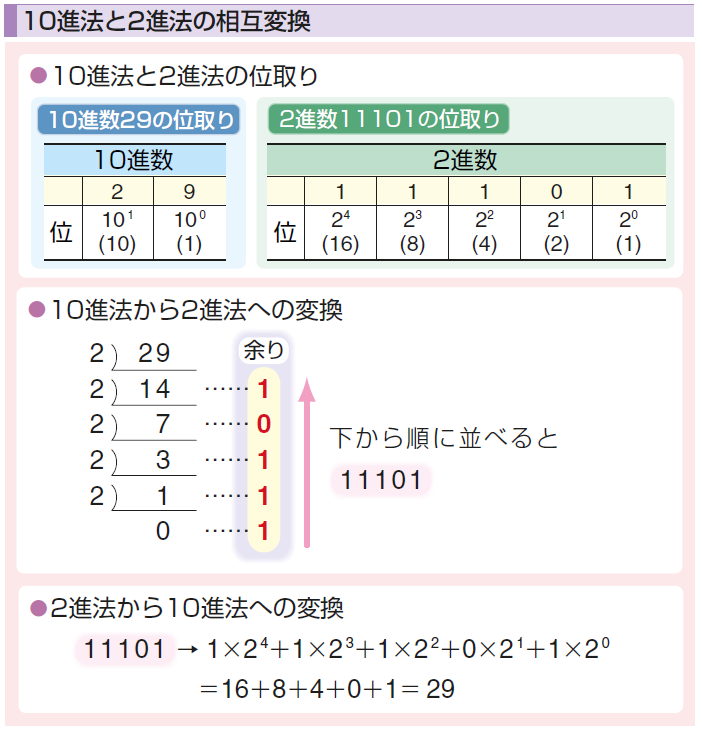 10進法と2進法の相互変換
●10進法と2進法の位取り
10進数29の位取り
10進数
2 9
位 10¹ 10⁰
(10) (1)
2進数11101の位取り
2進数
1 1 1 0 1
位 2⁴ 2³ 2² 2¹ 2⁰
(16) (8) (4) (2) (1)
●10進法から2進法への変換
余り
2 ) 29
2 ) 14 ……1
2 ) 7 ……0
2 ) 3 ……1
2 ) 1 ……1
0 ……1
下から順に並べると
11101
●2進法から10進法への変換
11101 → 1×2⁴+1×2³+1×2²+0×2¹+1×2⁰
=16+8+4+0+1=29